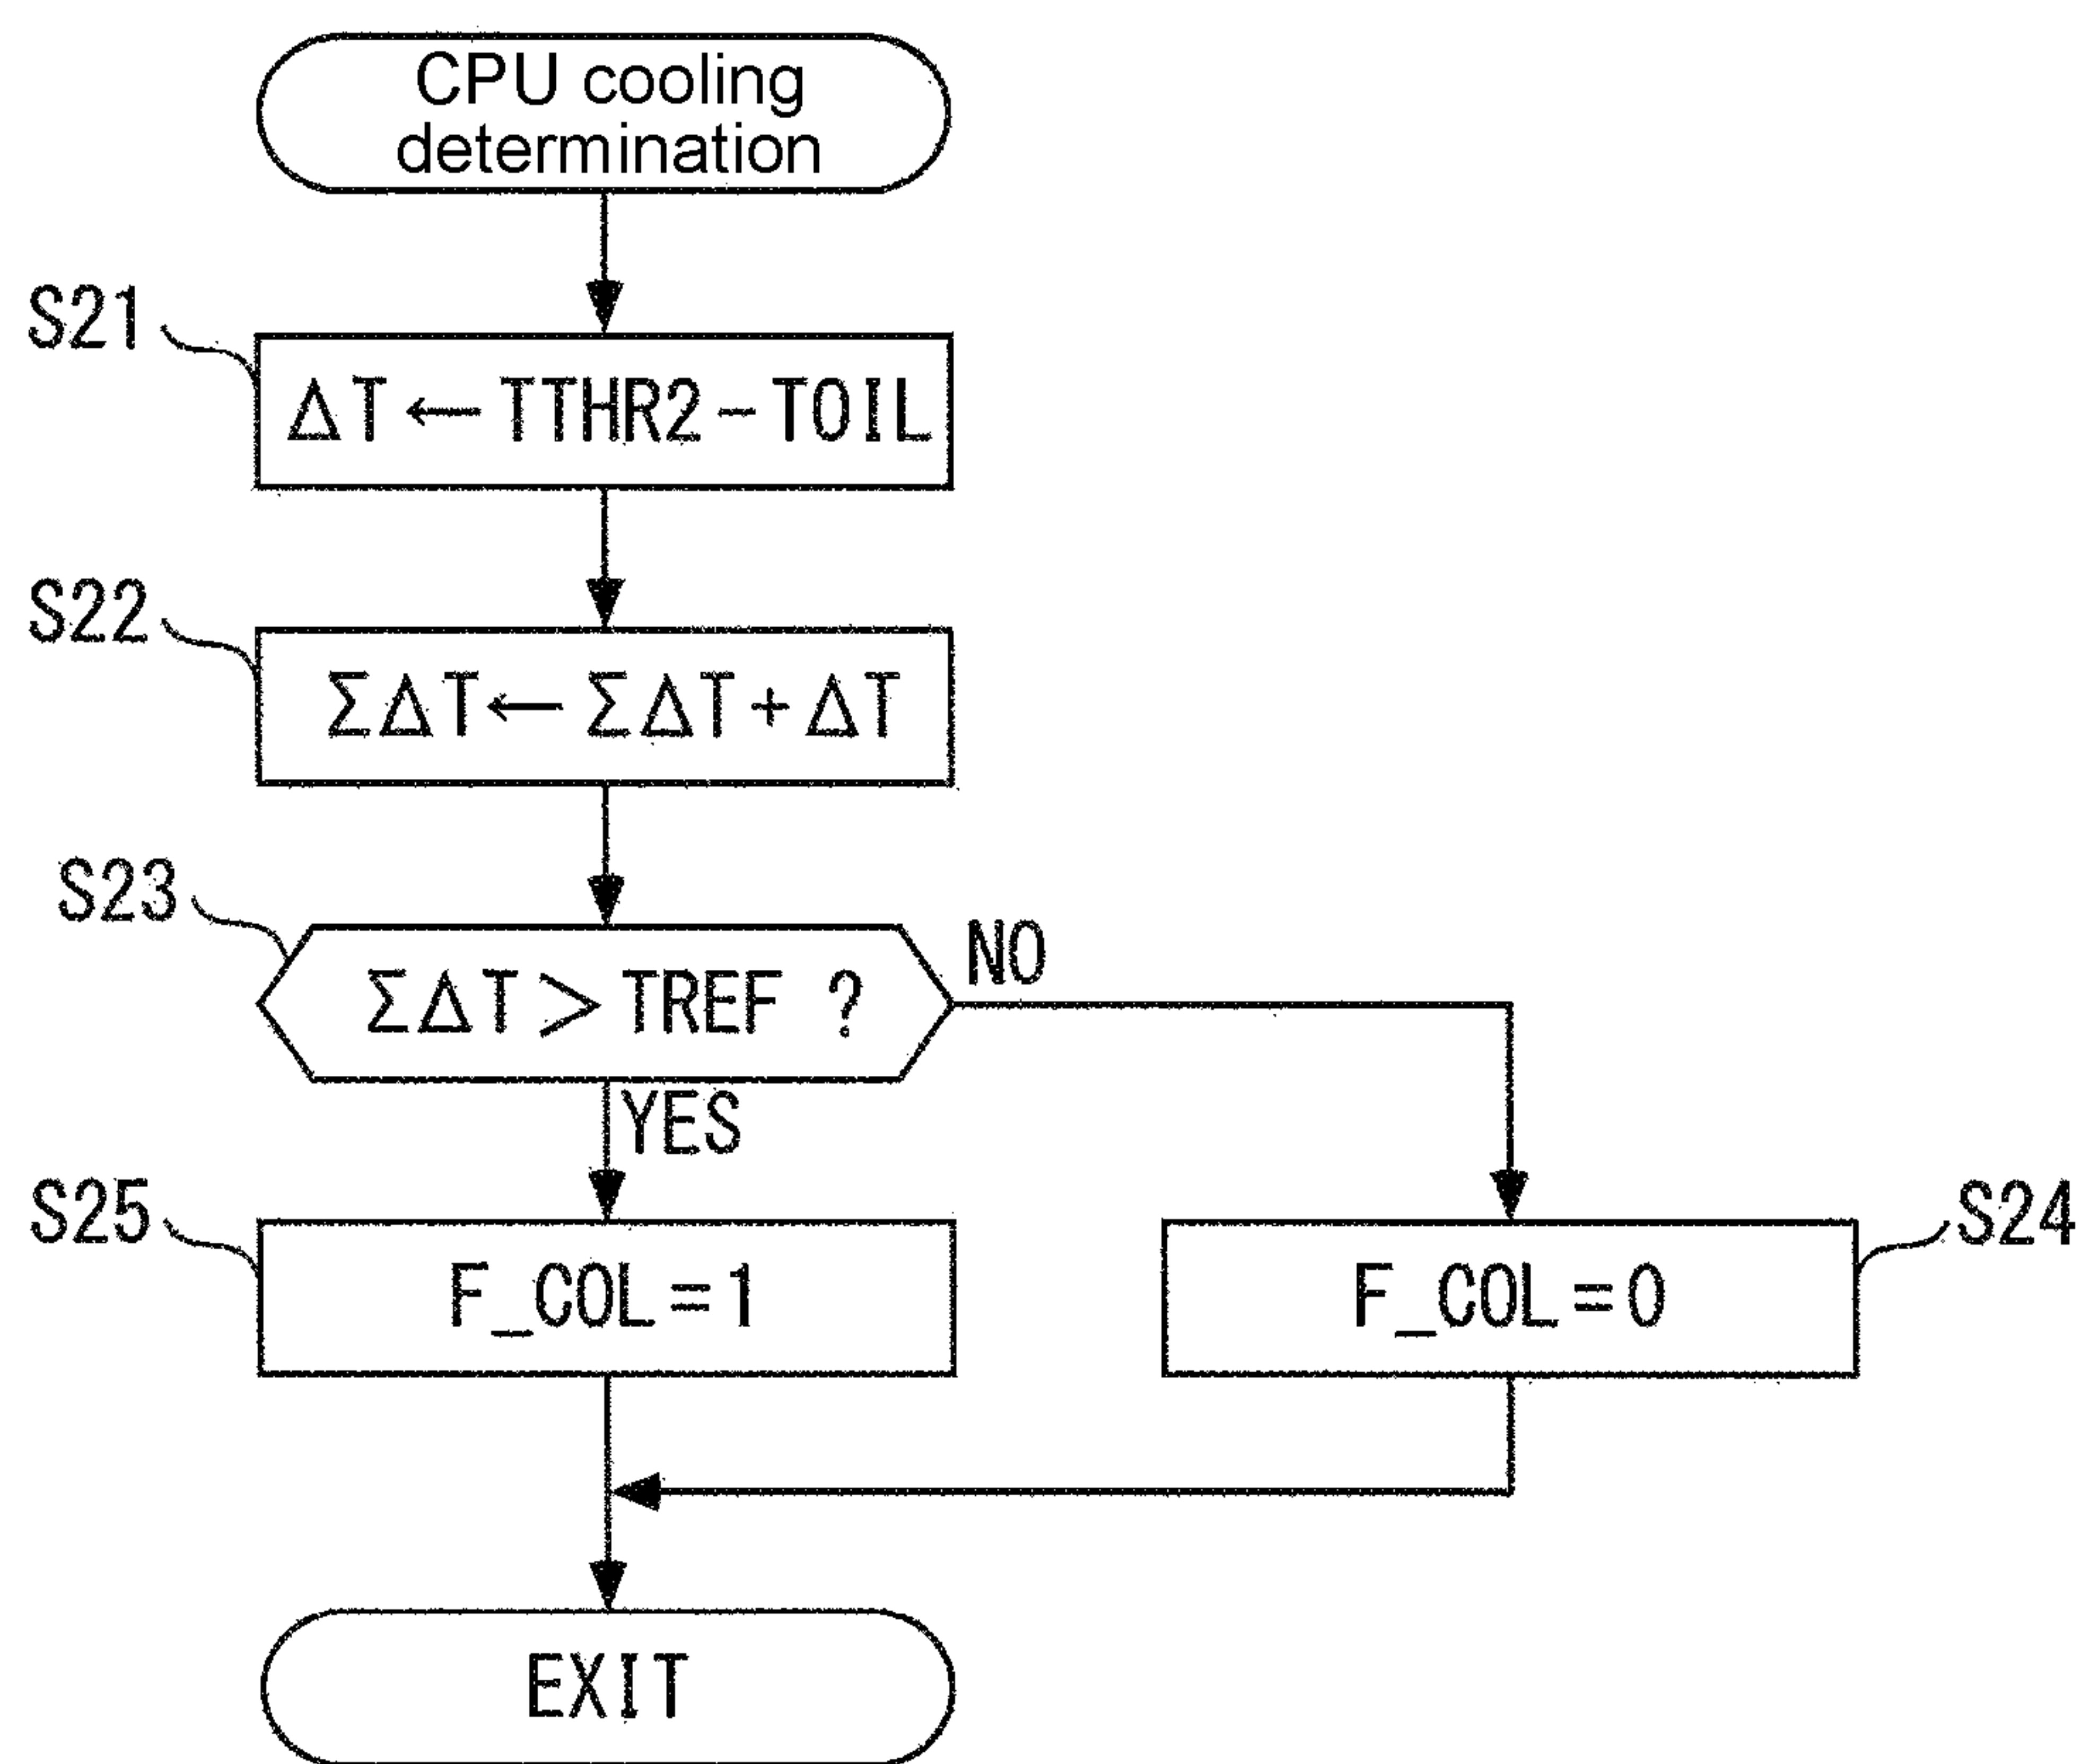 CPU cooling
determination
S21
ΔT←TTHR2-TOIL
S22
ΣΔT←ΣΔT+ΔT
S23
ΣΔT>TREF ?
NO
YES
S25
F_COL=1
F_COL=0
S24
EXIT